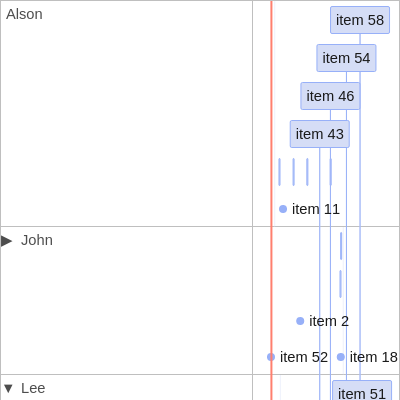 Alson
item 58
item 54
item 46
item 43
item 11
▶ John
item 2
item 52
item 18
▼ Lee
item 51